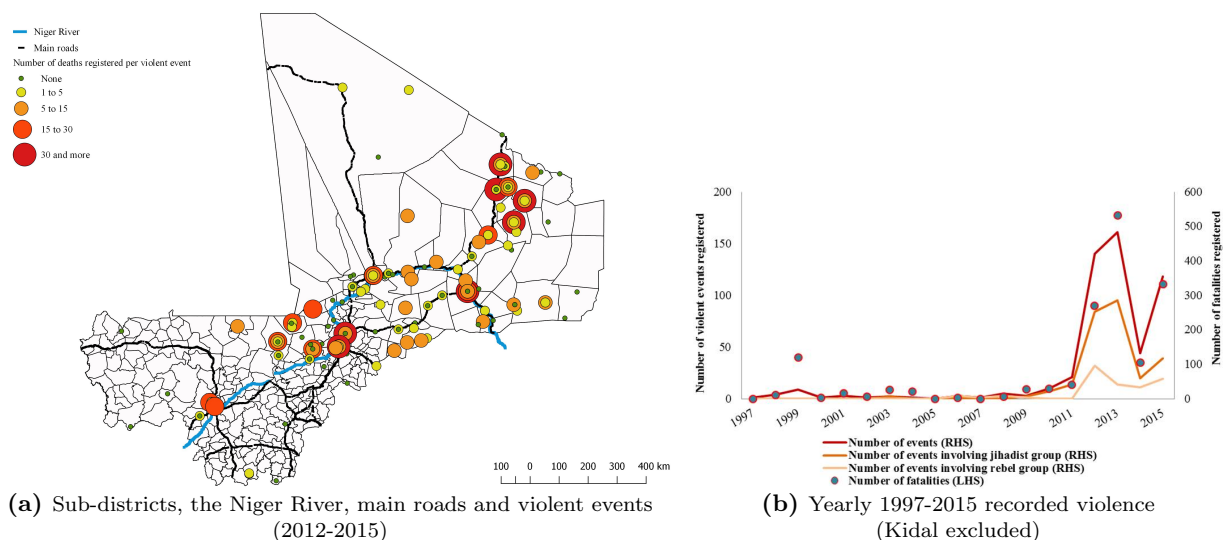 Niger River
Main roads
Number of deaths registered per violent event
None
1 to 5
5 to 15
15 to 30
30 and more
100 0 100 200 300 400 km
(a) Sub-districts, the Niger River, main roads and violent events
(2012-2015)
200
150
100
50
0
Number of violent events registered
600
500
400
300
200
100
0
Number of fatalities registered
1997
1999
2001
2003
2005
2007
2009
2011
2013
2015
Number of events (RHS)
Number of events involving jihadist group (RHS)
Number of events involving rebel group (RHS)
Number of fatalities (LHS)
(b) Yearly 1997-2015 recorded violence
(Kidal excluded)